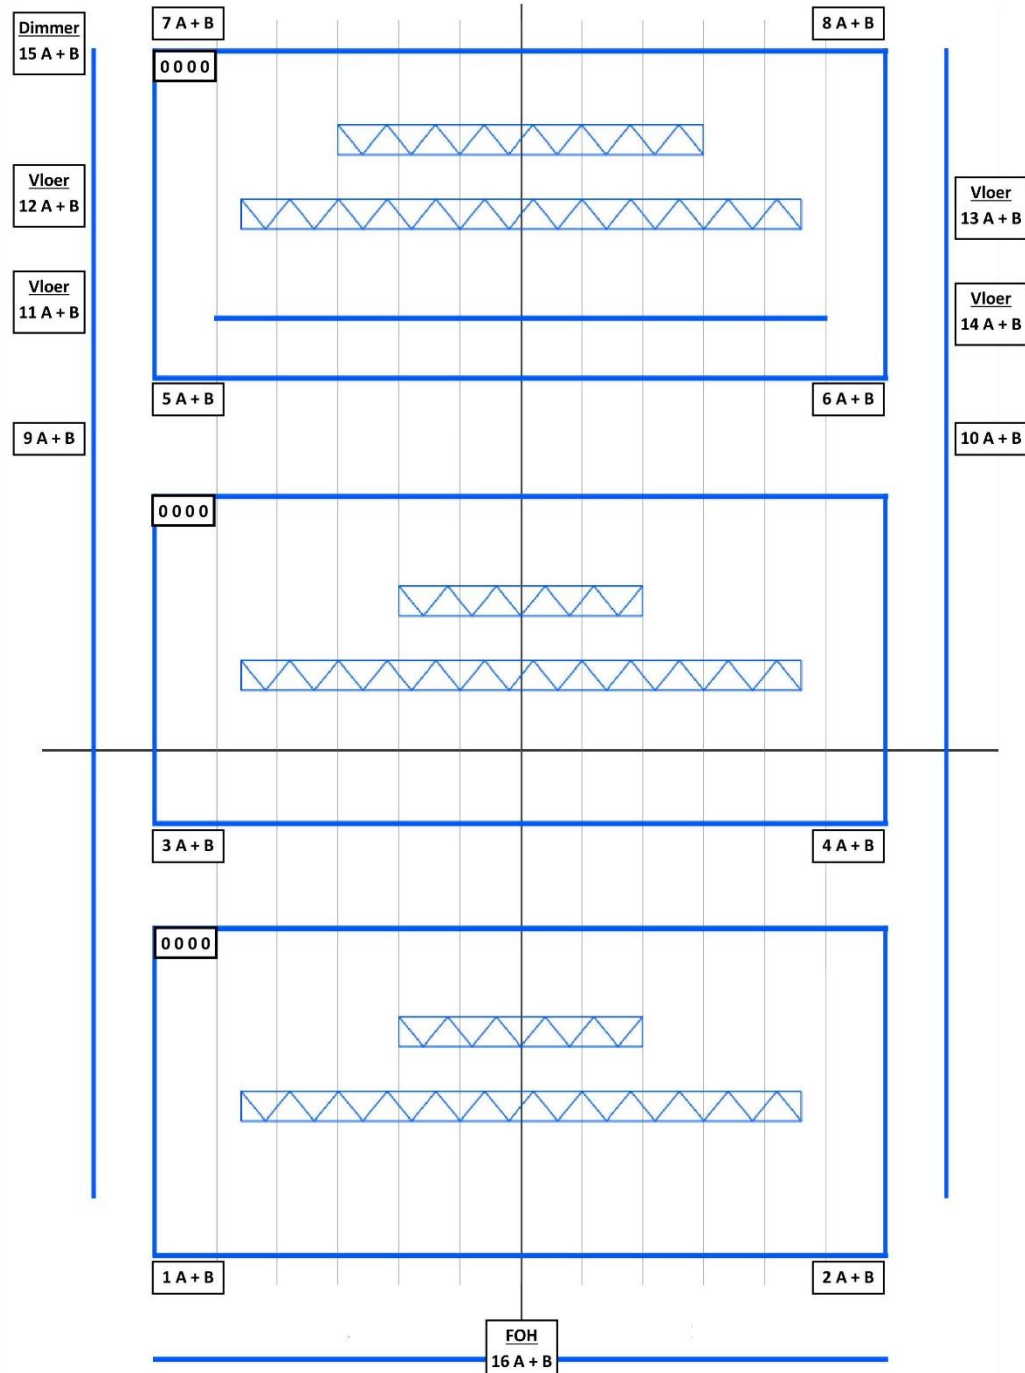 Dimmer
15 A + B
7 A + B
8 A + B
0 0 0 0
Vloer
12 A + B
Vloer
13 A + B
Vloer
11 A + B
Vloer
14 A + B
5 A + B
6 A + B
9 A + B
10 A + B
0 0 0 0
3 A + B
4 A + B
0 0 0 0
1 A + B
2 A + B
FOH
16 A + B